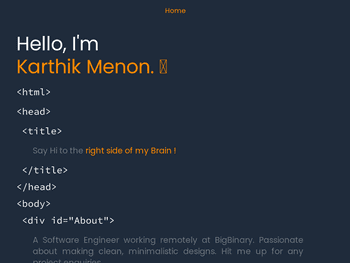 Home
Hello, I'm
Karthik Menon.
<html>
<head>
<title>
Say Hi to the right side of my Brain !
</title>
</head>
<body>
<div id="About">
A Software Engineer working remotely at BigBinary. Passionate
about making clean, minimalistic designs. Hit me up for any
project enquiries.